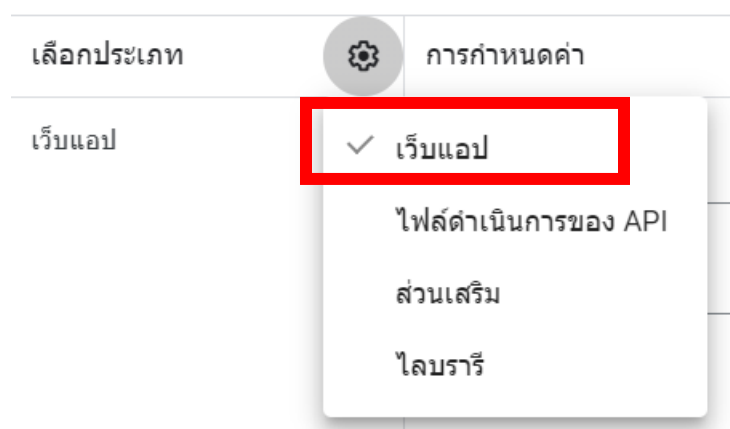 เลือกประเภท
การกำหนดค่า
เว็บแอป
เว็บแอป
ไฟล์ดำเนินการของ API
ส่วนเสริม
ไลบรารี